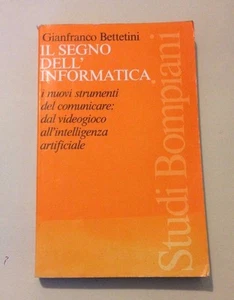 Gianfranco Bettetini
IL SEGNO
DELL'
INFORMATICA
i nuovi strumenti
del comunicare:
dal videogioco
all'intelligenza
artificiale
Studi Bompiani